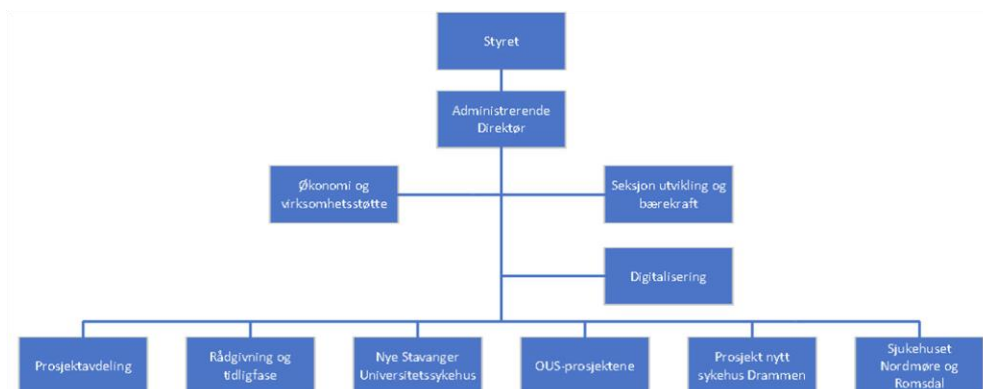 Styret
Administrerende
Direktør
Økonomi og
virksomhetsstøtte
Seksjon utvikling og
bærekraft
Digitalisering
Prosjektavdeling
Rådgivning og
tidligfase
Nye Stavanger
Universitetssykehus
OUS-prosjektene
Prosjekt nytt
sykehus Drammen
Sjukehuset
Nordmøre og
Romsdal